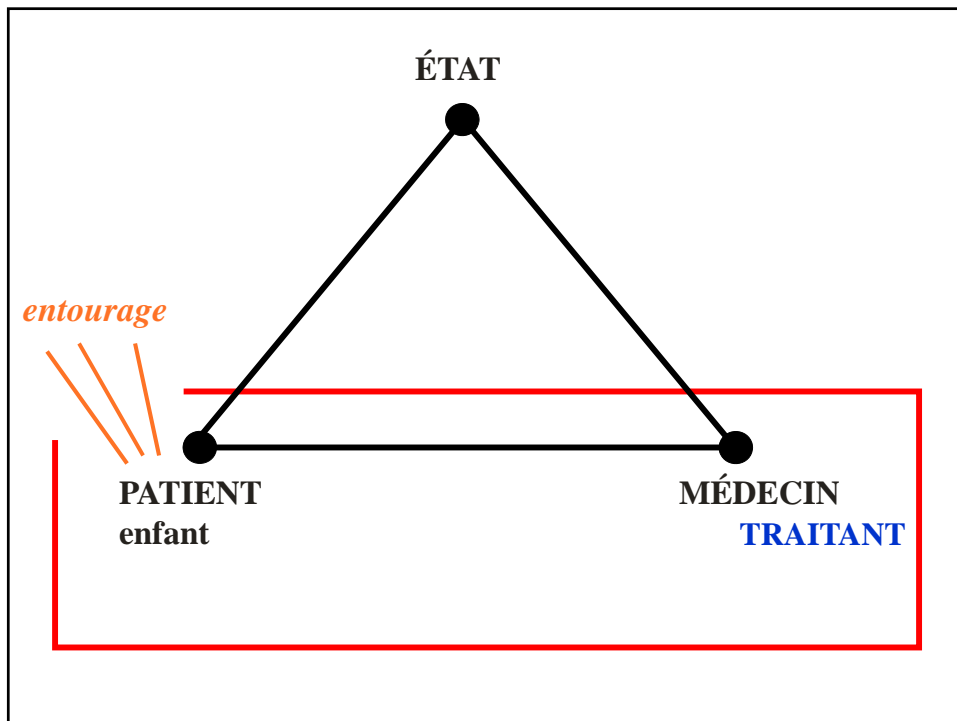 ÉTAT
entourage
PATIENT
enfant
MÉDECIN
TRAITANT